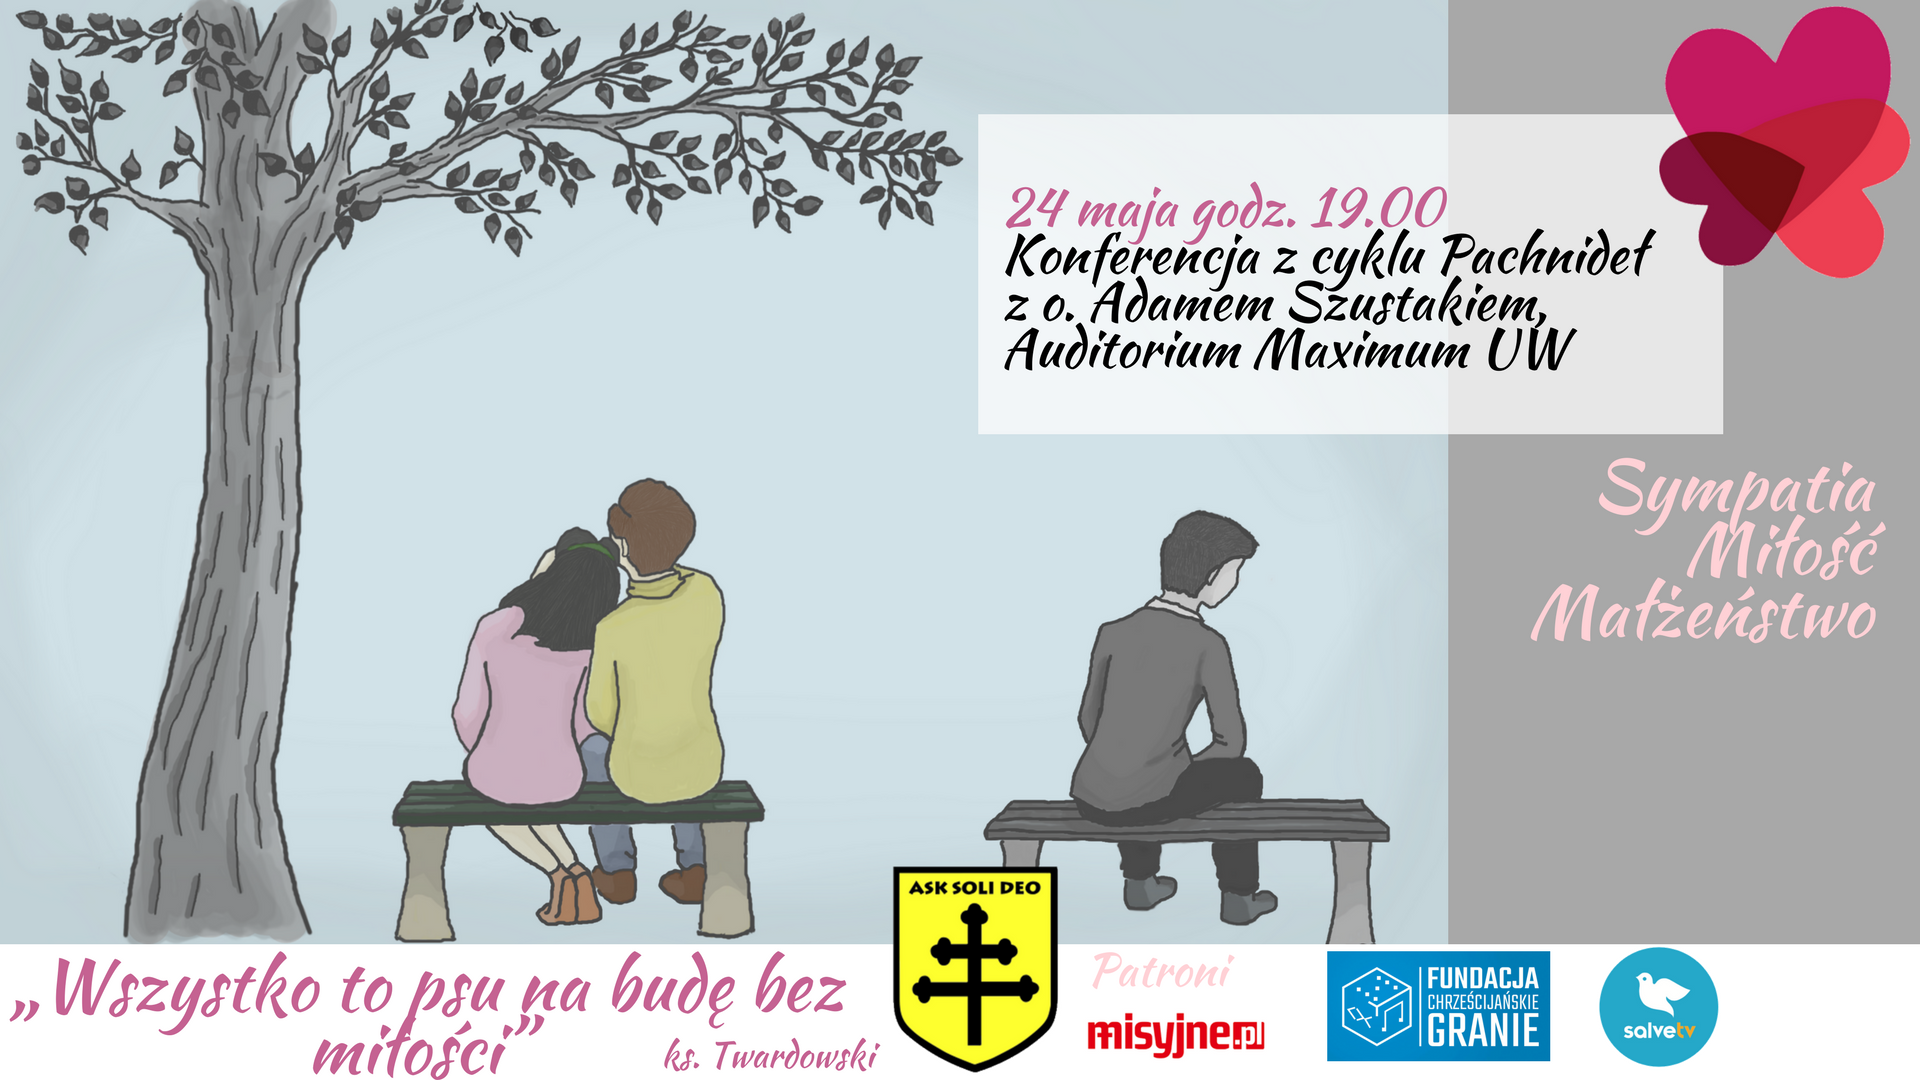 24 maja godz. 19.00
Konferencja z cyklu Pachnideł
z o. Adamem Szustakiem,
Auditorium Maximum UW
Sympatia
Miłość
Małżeństwo
„Wszystko to psu na budę bez
miłości”
ks. Twardowski
ASK SOLI DEO
Patroni
misyjne.pl
FUNDACJA
CHRZEŚCIJAŃSKIE
GRANIE
salvetv